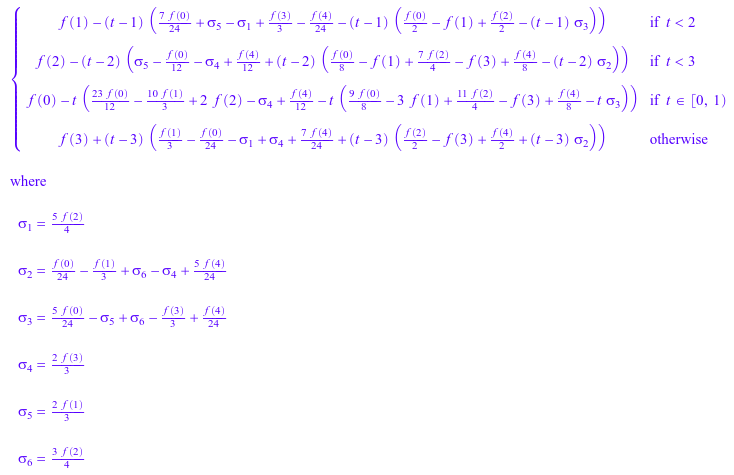 f(1) − (t − 1) (7 f(0)/24 + σ5 − σ1 + f(3)/3 − f(4)/24 − (t − 1) (f(0)/2 − f(1) + f(2)/2 − (t − 1) σ3)) if t < 2
f(2) − (t − 2) (σ5 − f(0)/12 − σ4 + f(4)/12 + (t − 2) (f(0)/8 − f(1) + 7 f(2)/4 − f(3) + f(4)/8 − (t − 2) σ2)) if t < 3
f(0) − t (23 f(0)/12 − 10 f(1)/3 + 2 f(2) − σ4 + f(4)/12 − t (9 f(0)/8 − 3 f(1) + 11 f(2)/4 − f(3) + f(4)/8 − t σ3)) if t ∈ [0, 1)
f(3) + (t − 3) (f(1)/3 − f(0)/24 − σ1 + σ4 + 7 f(4)/24 + (t − 3) (f(2)/2 − f(3) + f(4)/2 + (t − 3) σ2)) otherwise
where
σ1 = 5 f(2)/4
σ2 = f(0)/24 − f(1)/3 + σ6 − σ4 + 5 f(4)/24
σ3 = 5 f(0)/24 − σ5 + σ6 − f(3)/3 + f(4)/24
σ4 = 2 f(3)/3
σ5 = 2 f(1)/3
σ6 = 3 f(2)/4